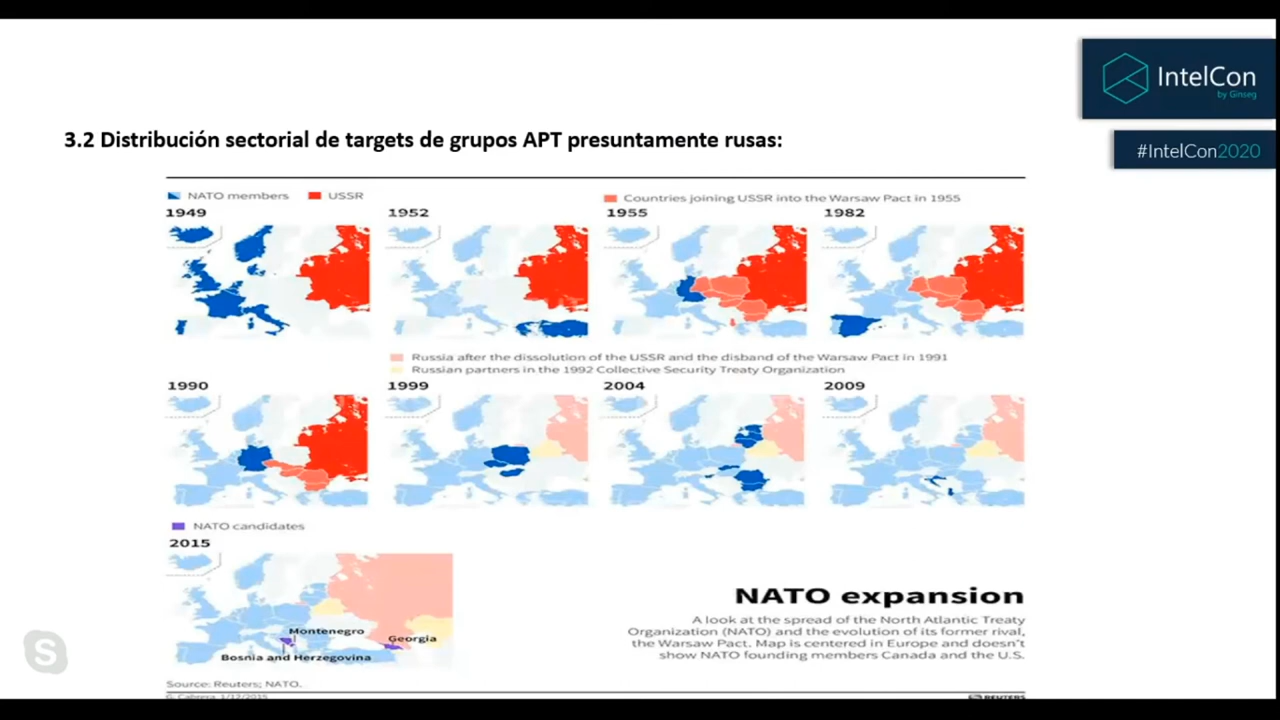 IntelCon
by Ginseg
#IntelCon2020
3.2 Distribución sectorial de targets de grupos APT presuntamente rusas:
NATO members USSR
Countries joining USSR into the Warsaw Pact in 1955
1949 1952 1955 1982
Russia after the dissolution of the USSR and the disband of the Warsaw Pact in 1991
Russian partners in the 1992 Collective Security Treaty Organization
1990 1999 2004 2009
NATO candidates
2015
Montenegro
Georgia
Bosnia and Herzegovina
NATO expansion
A look at the spread of the North Atlantic Treaty
Organization (NATO) and the evolution of its former rival,
the Warsaw Pact. Map is centered in Europe and doesn't
show NATO founding members Canada and the U.S.
Source: Reuters; NATO.
G. Cabrera, 1/12/2015
REUTERS
S